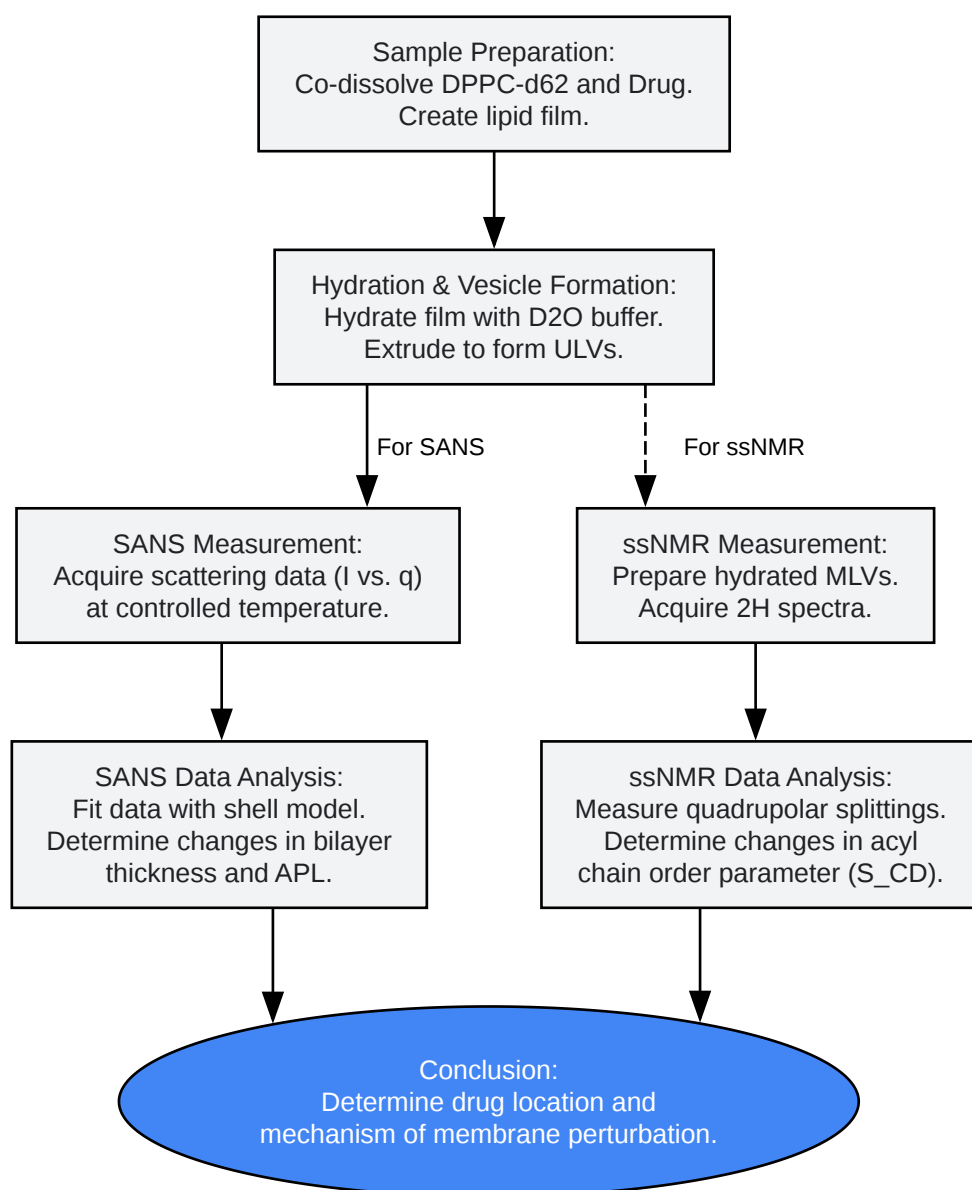 Sample Preparation:
Co-dissolve DPPC-d62 and Drug.
Create lipid film.
Hydration & Vesicle Formation:
Hydrate film with D2O buffer.
Extrude to form ULVs.
For SANS
For ssNMR
SANS Measurement:
Acquire scattering data (I vs. q)
at controlled temperature.
ssNMR Measurement:
Prepare hydrated MLVs.
Acquire 2H spectra.
SANS Data Analysis:
Fit data with shell model.
Determine changes in bilayer
thickness and APL.
ssNMR Data Analysis:
Measure quadrupolar splittings.
Determine changes in acyl
chain order parameter (S_CD).
Conclusion:
Determine drug location and
mechanism of membrane perturbation.